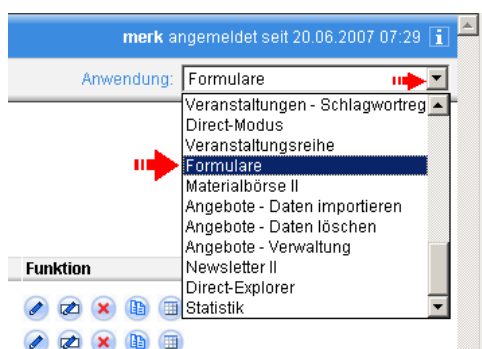 merk angemeldet seit 20.06.2007 07:29 i
Anwendung: Formulare
Veranstaltungen - Schlagwortreg
Direct-Modus
Veranstaltungsreihe
Formulare
Materialbörse II
Angebote - Daten importieren
Angebote - Daten löschen
Angebote - Verwaltung
Newsletter II
Direct-Explorer
Statistik
Funktion